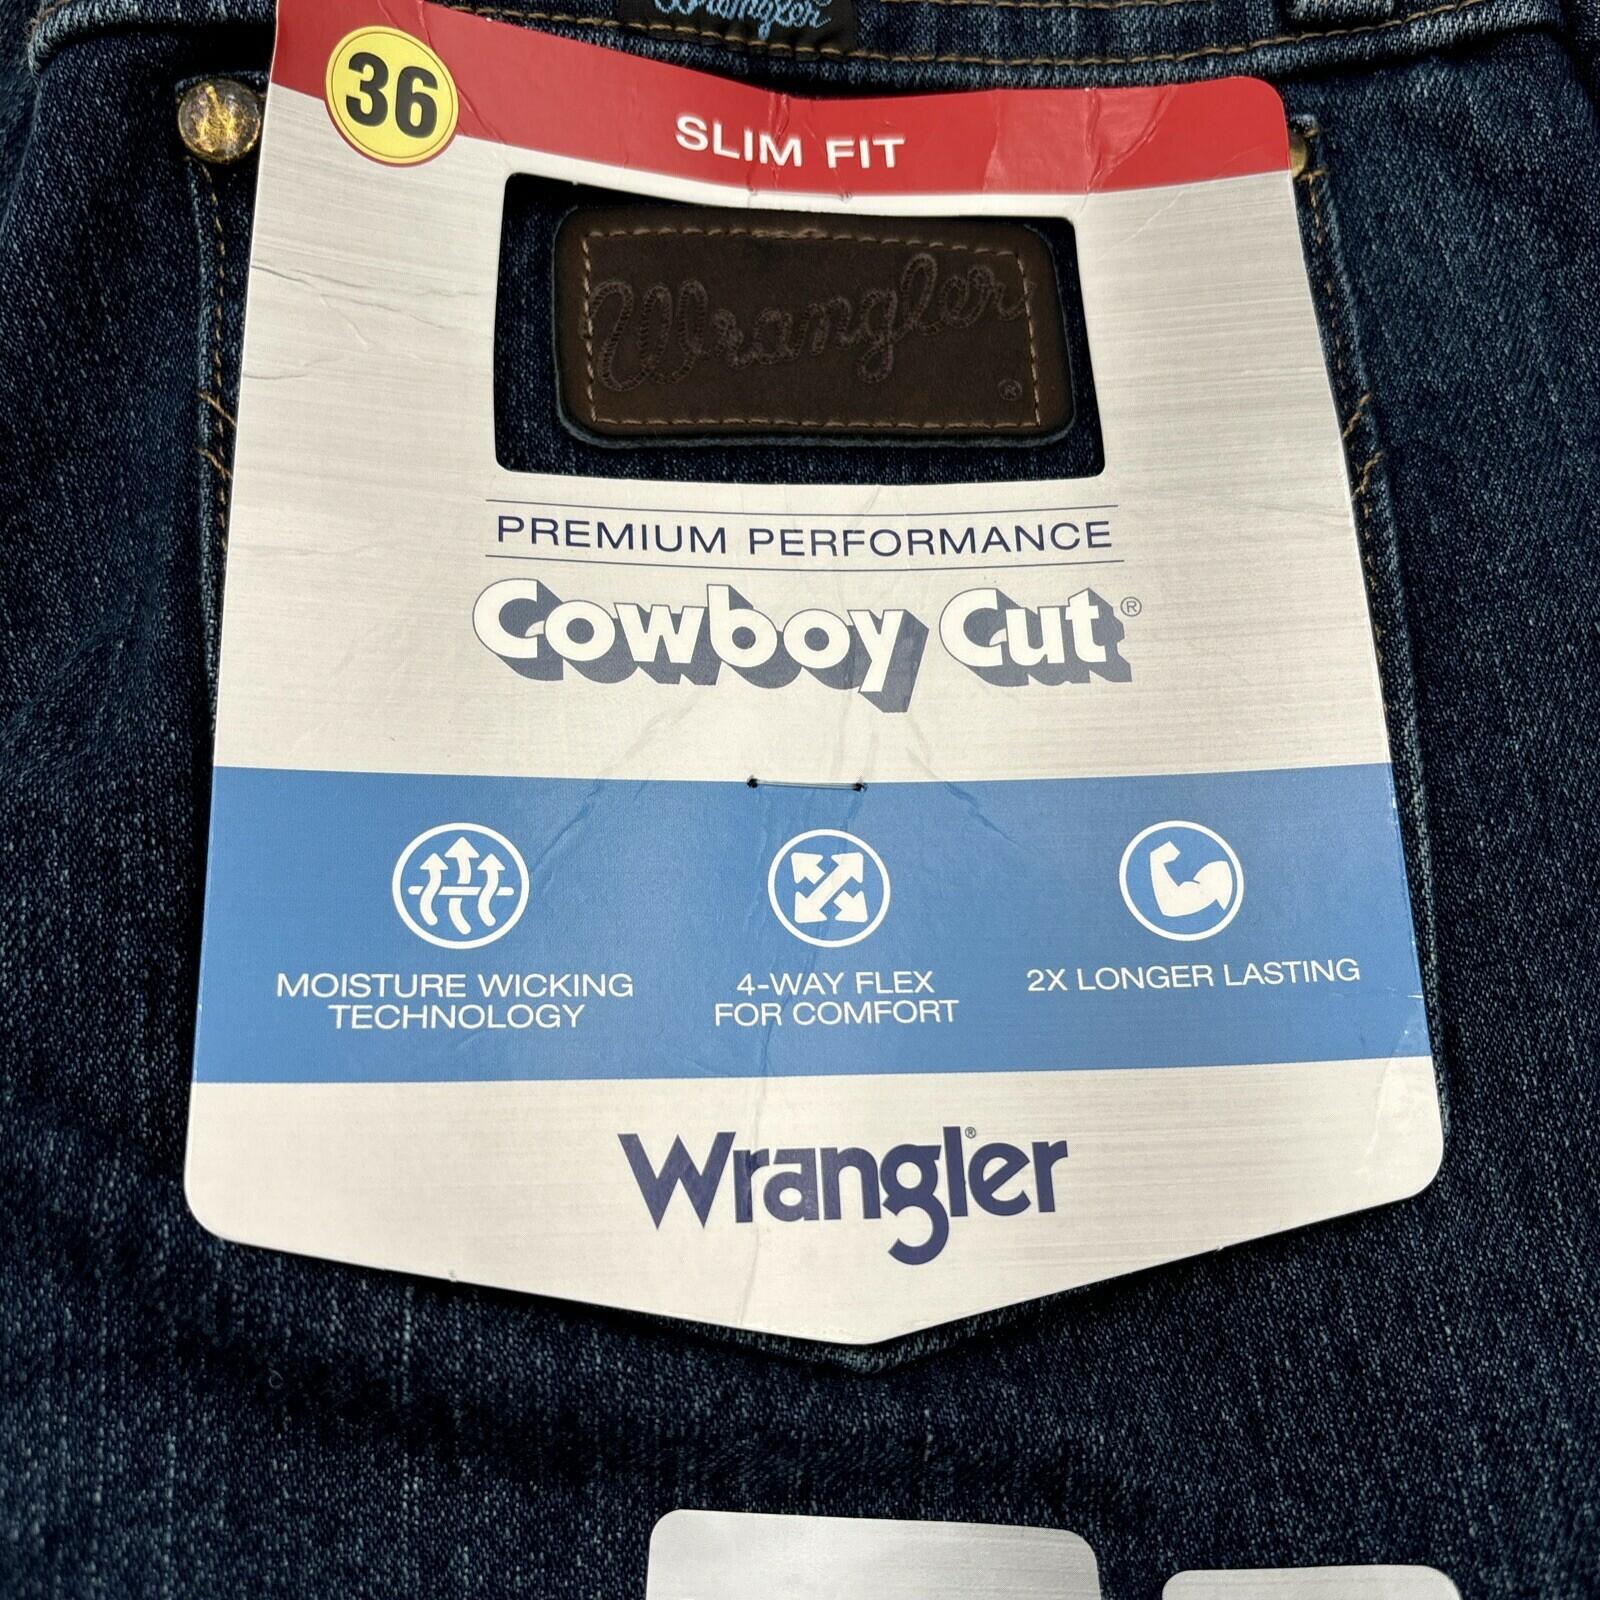 Wrangler
36
SLIM FIT
Wrangler
®
PREMIUM PERFORMANCE
Cowboy Cut®
MOISTURE WICKING
TECHNOLOGY
4-WAY FLEX
FOR COMFORT
2X LONGER LASTING
Wrangler®